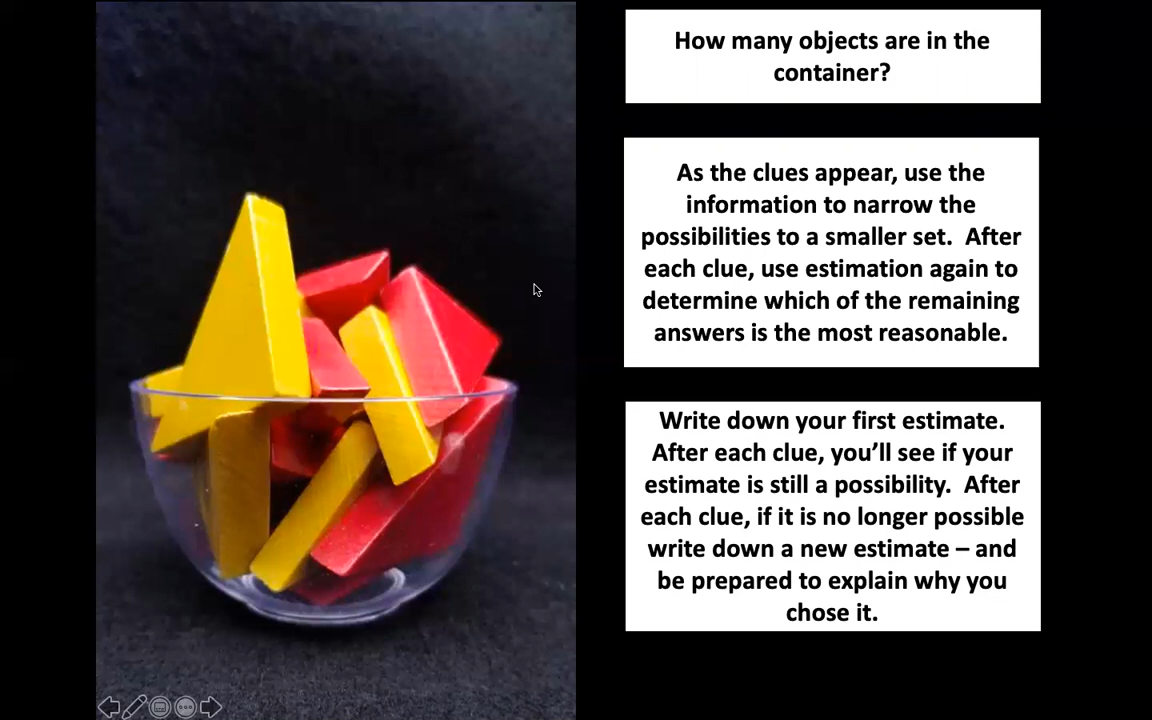 How many objects are in the
container?
As the clues appear, use the
information to narrow the
possibilities to a smaller set.  After
each clue, use estimation again to
determine which of the remaining
answers is the most reasonable.
Write down your first estimate.
After each clue, you’ll see if your
estimate is still a possibility.  After
each clue, if it is no longer possible
write down a new estimate – and
be prepared to explain why you
chose it.